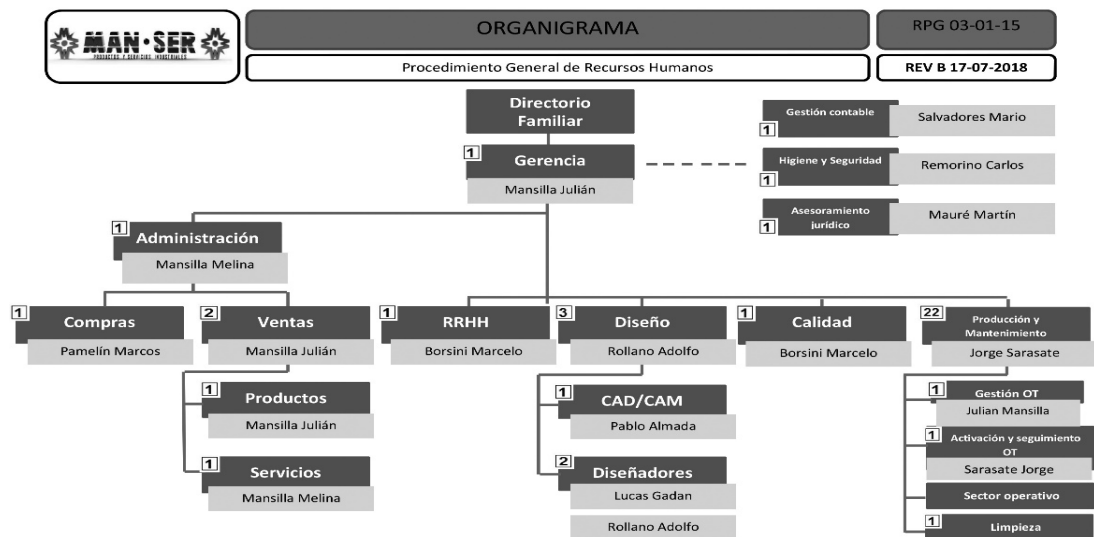 MAN·SER
PRODUCTOS Y SERVICIOS INDUSTRIALES
ORGANIGRAMA
RPG 03-01-15
Procedimiento General de Recursos Humanos
REV B 17-07-2018
Directorio
Familiar
1
Gerencia
Mansilla Julián
Gestión contable
1
Salvadores Mario
Higiene y Seguridad
1
Remorino Carlos
Asesoramiento
jurídico
1
Mauré Martín
1
Administración
Mansilla Melina
1
Compras
Pamelín Marcos
2
Ventas
Mansilla Julián
1
RRHH
Borsini Marcelo
3
Diseño
Rollano Adolfo
1
Calidad
Borsini Marcelo
22
Producción y
Mantenimiento
Jorge Sarasate
1
Productos
Mansilla Julián
1
Servicios
Mansilla Melina
1
CAD/CAM
Pablo Almada
2
Diseñadores
Lucas Gadan
Rollano Adolfo
1
Gestión OT
Julian Mansilla
1
Activación y seguimiento
OT
Sarasate Jorge
Sector operativo
1
Limpieza